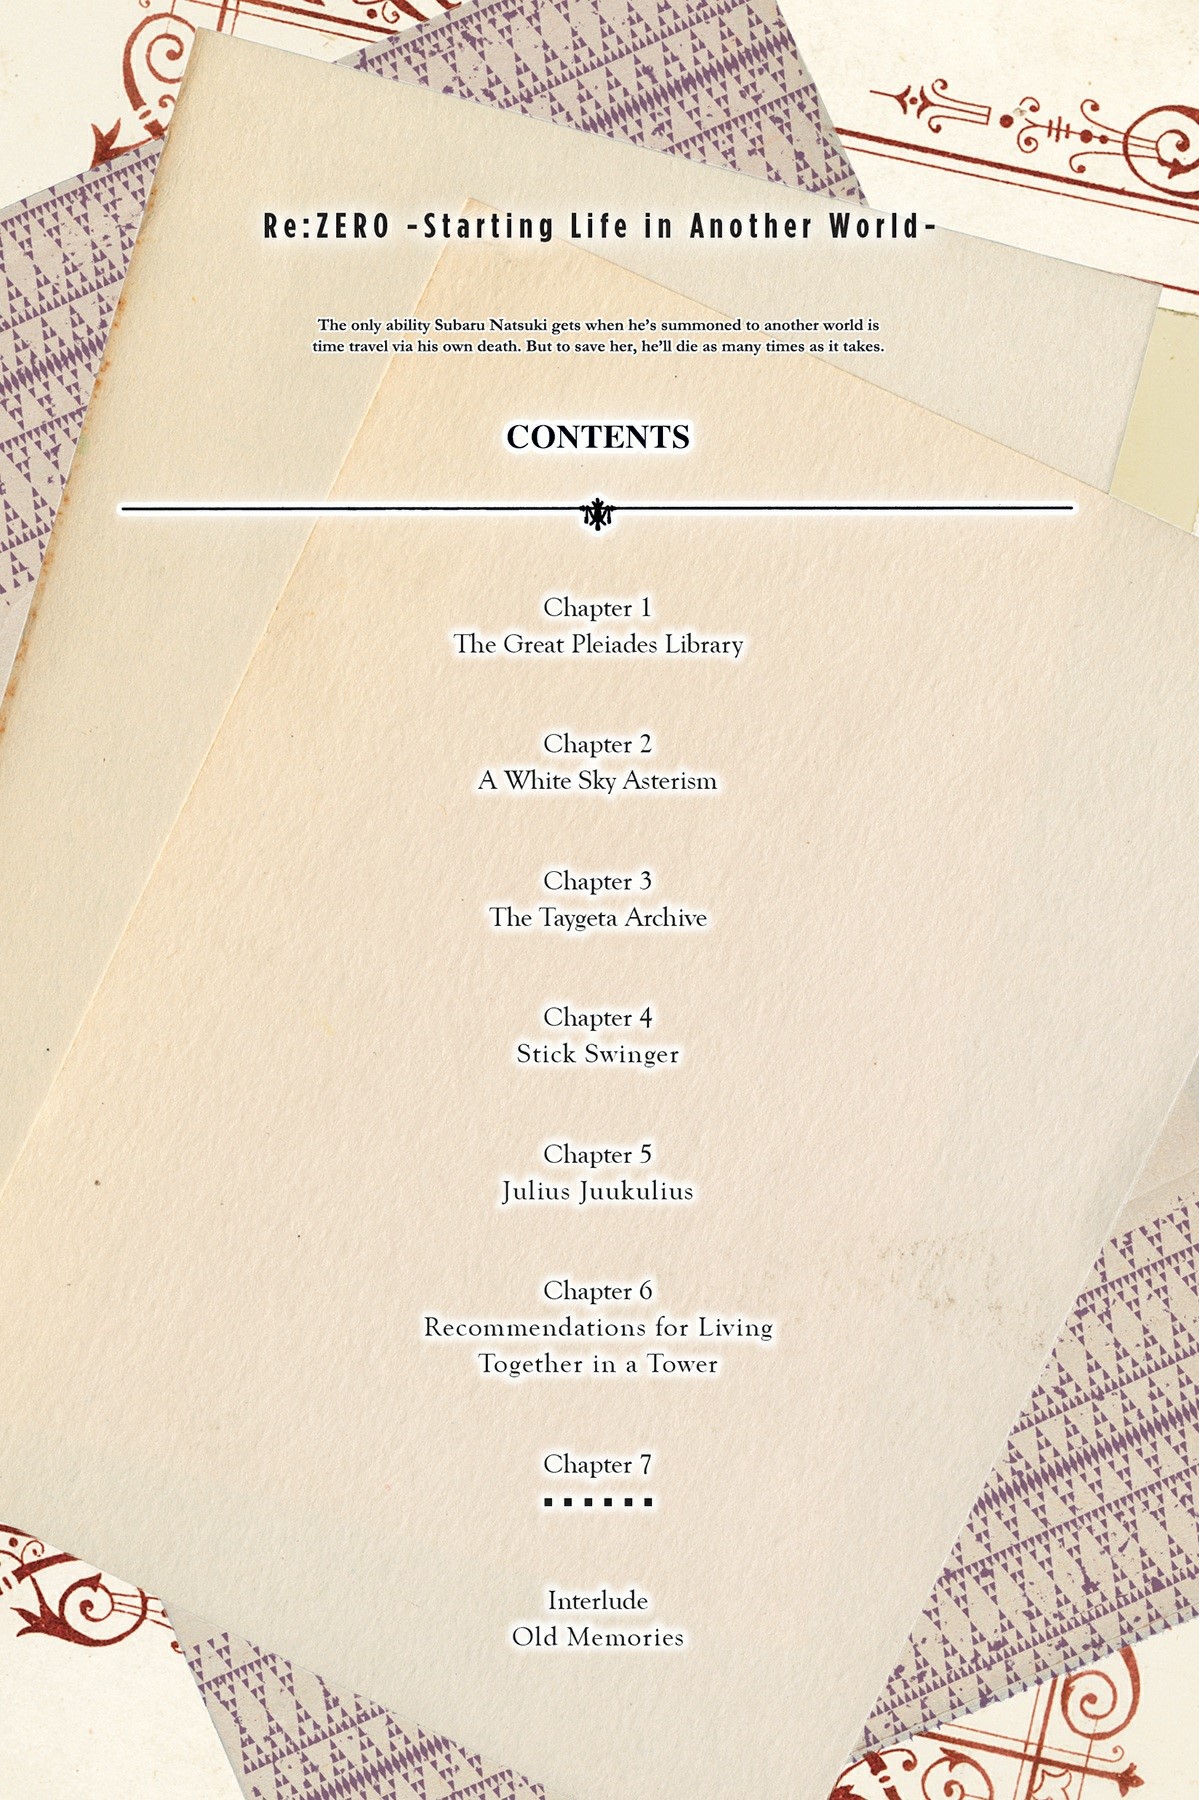 Re:ZERO -Starting Life in Another World-
The only ability Subaru Natsuki gets when he's summoned to another world is
time travel via his own death. But to save her, he'll die as many times as it takes.
CONTENTS
Chapter 1
The Great Pleiades Library
Chapter 2
A White Sky Asterism
Chapter 3
The Taygeta Archive
Chapter 4
Stick Swinger
Chapter 5
Julius Juukulius
Chapter 6
Recommendations for Living
Together in a Tower
Chapter 7
▪ ▪ ▪ ▪ ▪ ▪
Interlude
Old Memories